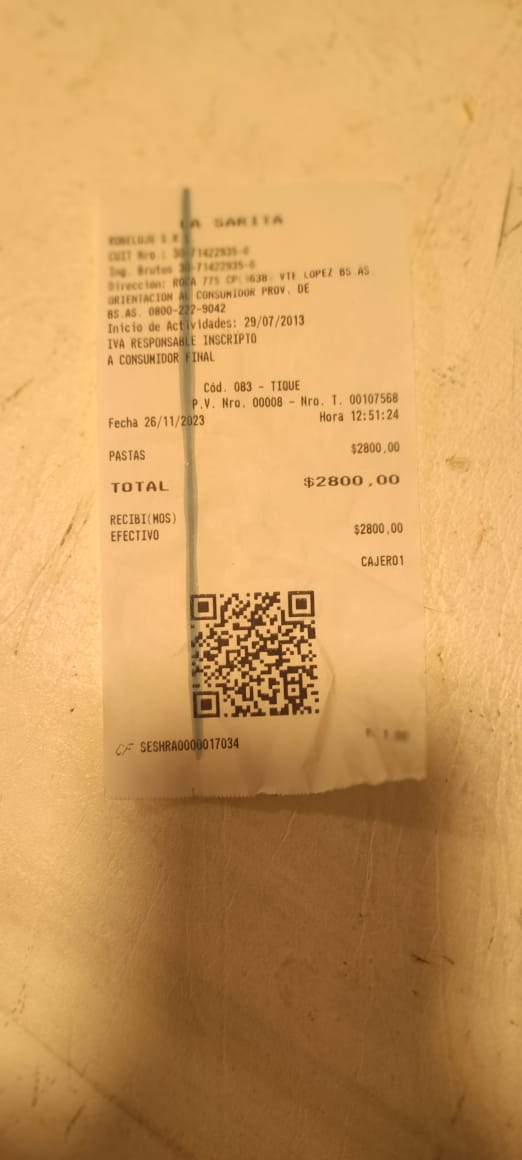 LA SARITA
ROBELUJO S.R.L.
CUIT Nro.: 30-71422935-6
Ing. Brutos 30-71422935-6
Dirección: ROCA 775 CP: 1638 VTE LOPEZ BS AS.
ORIENTACION AL CONSUMIDOR PROV. DE
BS.AS. 0800-222-9042
Inicio de Actividades: 29/07/2013
IVA RESPONSABLE INSCRIPTO
A CONSUMIDOR FINAL
Cód. 083 - TIQUE
P.V. Nro. 00008 - Nro. T. 00107568
Fecha 26/11/2023 Hora 12:51:24
PASTAS $2800,00
TOTAL $2800,00
RECIBI(MOS)
EFECTIVO $2800,00
CAJERO1
CF SESHRA0000017034